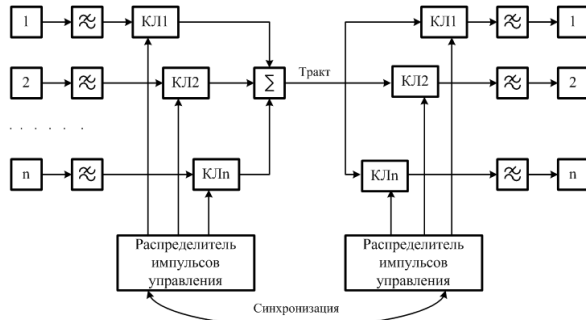 1 КЛ1 КЛ1 1
2 КЛ2 Σ Тракт КЛ2 2
. . . . . .
n КЛn КЛn n
Распределитель
импульсов
управления
Распределитель
импульсов
управления
Синхронизация